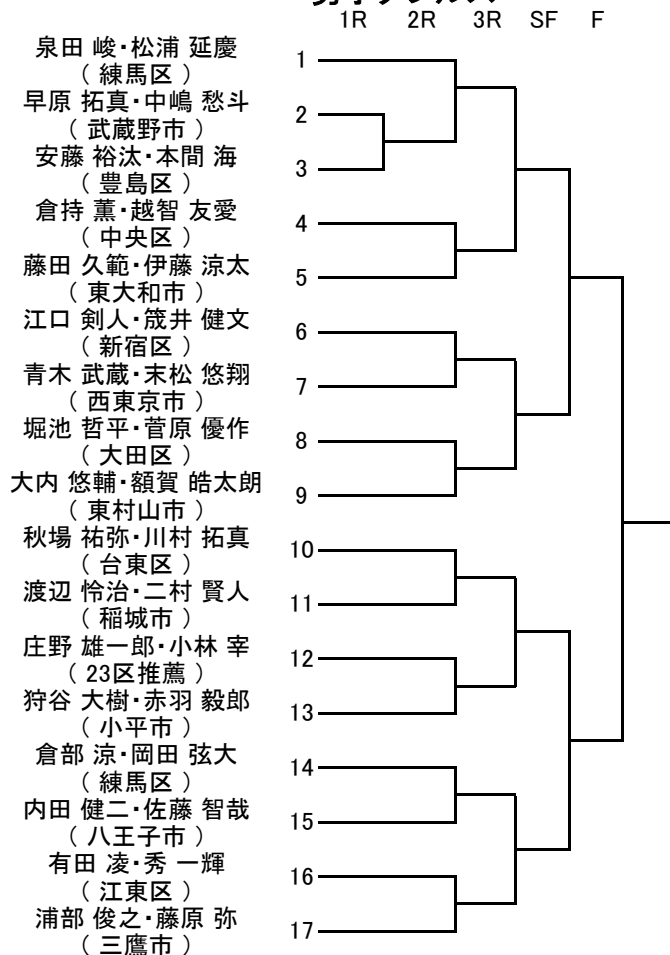 1R 2R 3R SF F
泉田 峻・松浦 延慶 1
（ 練馬区 ）
早原 拓真・中嶋 愁斗 2
（ 武蔵野市 ）
安藤 裕汰・本間 海 3
（ 豊島区 ）
倉持 薫・越智 友愛 4
（ 中央区 ）
藤田 久範・伊藤 涼太 5
（ 東大和市 ）
江口 剣人・筬井 健文 6
（ 新宿区 ）
青木 武蔵・末松 悠翔 7
（ 西東京市 ）
堀池 哲平・菅原 優作 8
（ 大田区 ）
大内 悠輔・額賀 皓太朗 9
（ 東村山市 ）
秋場 祐弥・川村 拓真 10
（ 台東区 ）
渡辺 怜治・二村 賢人 11
（ 稲城市 ）
庄野 雄一郎・小林 宰 12
（ 23区推薦 ）
狩谷 大樹・赤羽 毅郎 13
（ 小平市 ）
倉部 涼・岡田 弦大 14
（ 練馬区 ）
内田 健二・佐藤 智哉 15
（ 八王子市 ）
有田 凌・秀 一輝 16
（ 江東区 ）
浦部 俊之・藤原 弥 17
（ 三鷹市 ）